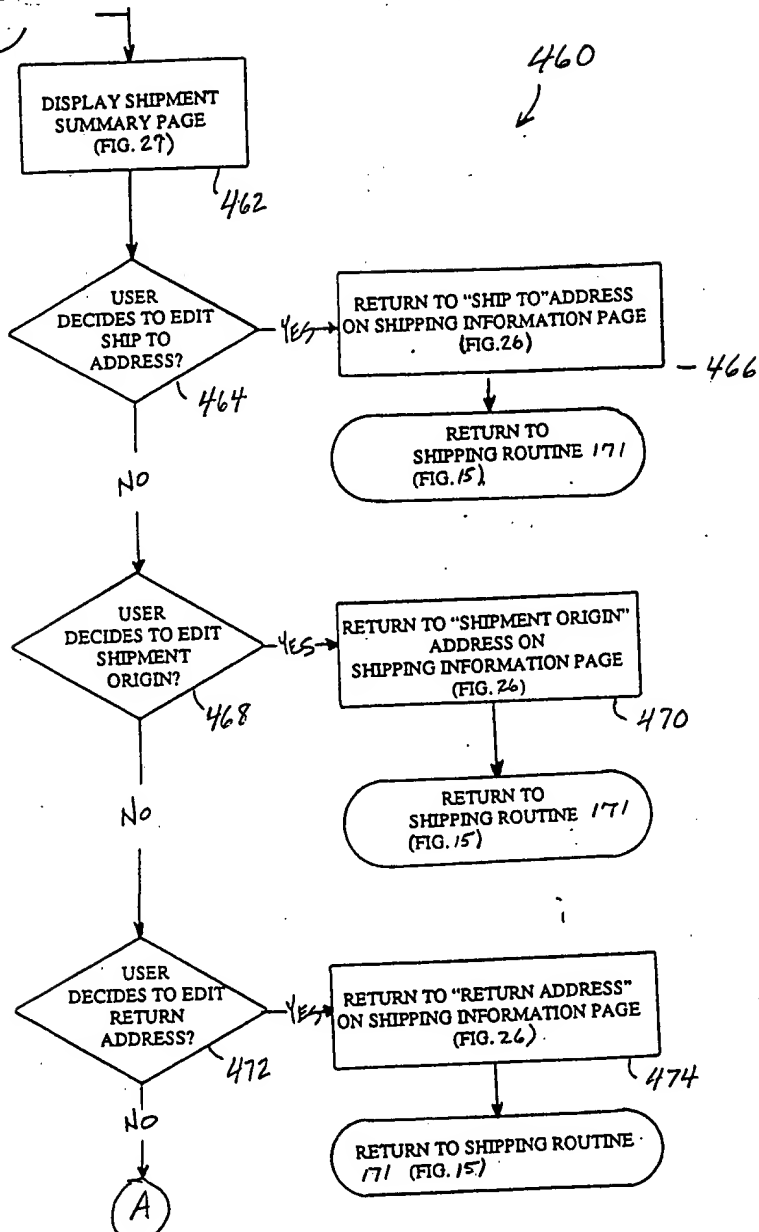 460
DISPLAY SHIPMENT
SUMMARY PAGE
(FIG. 27)
462
USER
DECIDES TO EDIT
SHIP TO
ADDRESS?
464
YES
RETURN TO "SHIP TO" ADDRESS
ON SHIPPING INFORMATION PAGE
(FIG.26)
466
RETURN TO
SHIPPING ROUTINE 171
(FIG.15)
NO
USER
DECIDES TO EDIT
SHIPMENT
ORIGIN?
468
YES
RETURN TO "SHIPMENT ORIGIN"
ADDRESS ON
SHIPPING INFORMATION PAGE
(FIG. 26)
470
RETURN TO
SHIPPING ROUTINE 171
(FIG. 15)
NO
USER
DECIDES TO EDIT
RETURN
ADDRESS?
472
YES
RETURN TO "RETURN ADDRESS"
ON SHIPPING INFORMATION PAGE
(FIG. 26)
474
RETURN TO SHIPPING ROUTINE
171 (FIG. 15)
NO
A